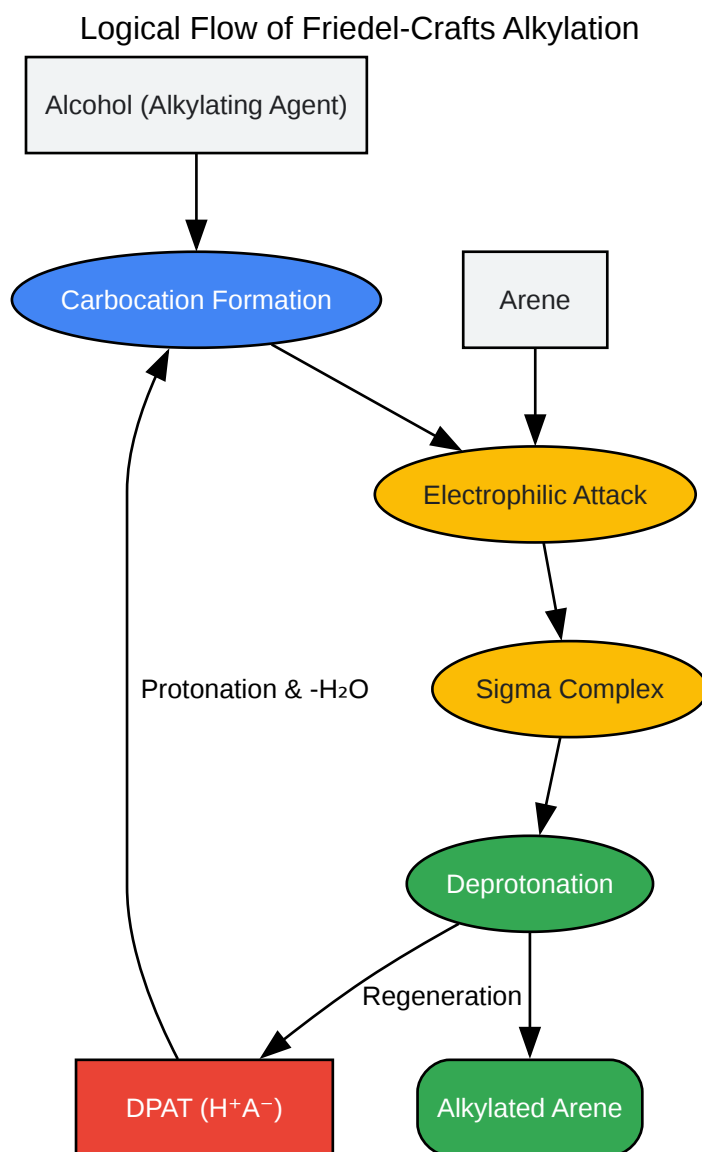 Logical Flow of Friedel-Crafts Alkylation
Alcohol (Alkylating Agent)
Carbocation Formation
Arene
Electrophilic Attack
Protonation & -H₂O
Sigma Complex
Deprotonation
Regeneration
DPAT (H⁺A⁻)
Alkylated Arene